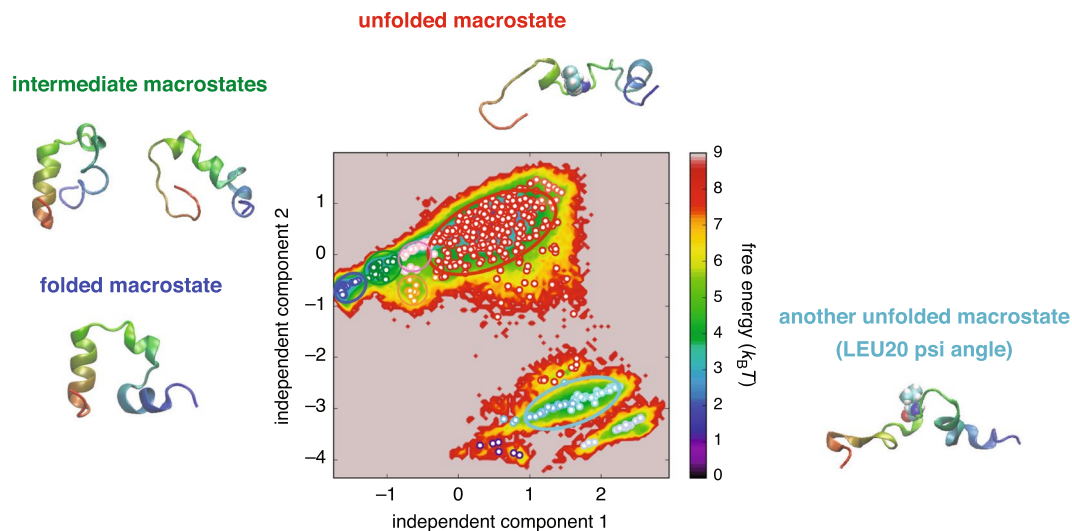 unfolded macrostate
intermediate macrostates
folded macrostate
another unfolded macrostate
(LEU20 psi angle)
independent component 2
1
0
−1
−2
−3
−4
−1
0
1
2
independent component 1
9
8
7
6
5
4
3
2
1
0
free energy (kBT)